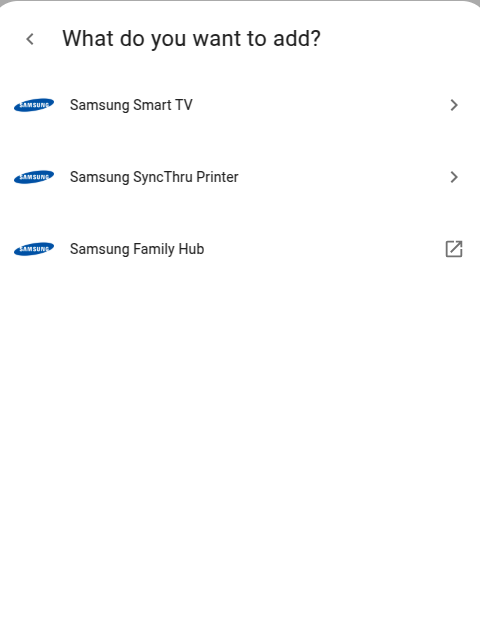 What do you want to add?
SAMSUNG Samsung Smart TV
SAMSUNG Samsung SyncThru Printer
SAMSUNG Samsung Family Hub